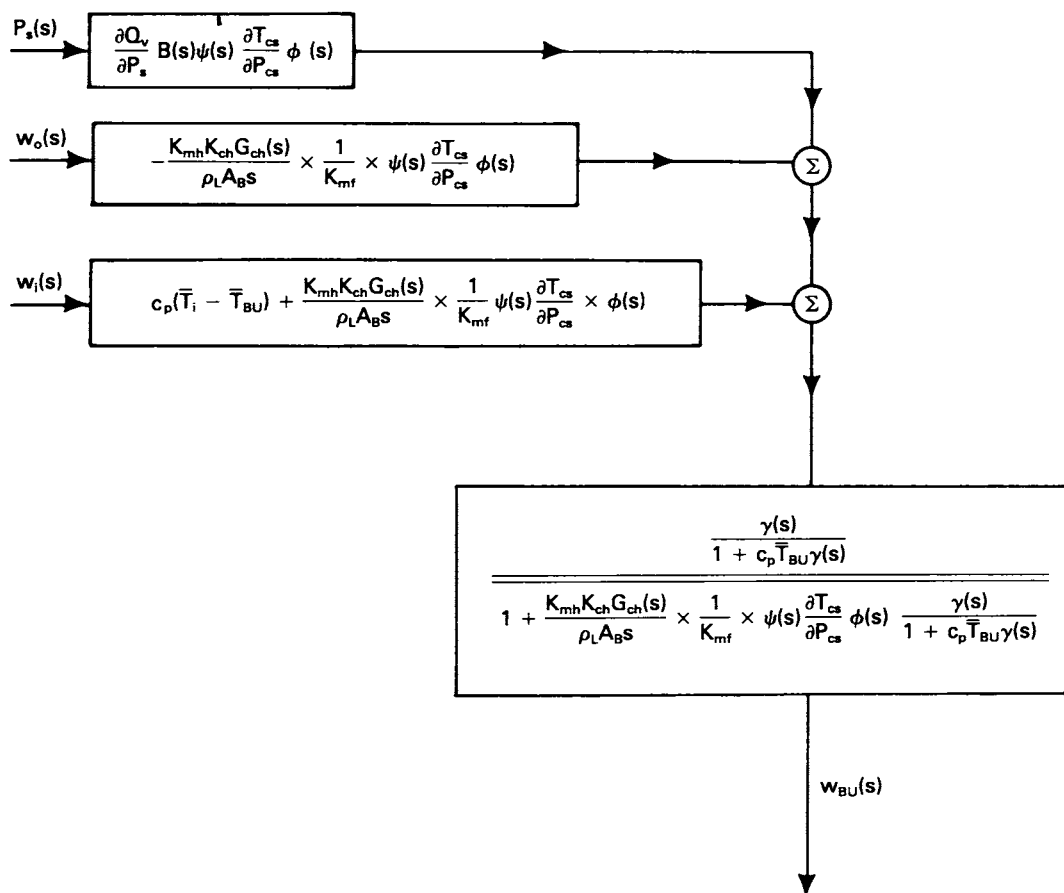 P_s(s)
∂Q_v/∂P_s B(s)ψ(s) ∂T_cs/∂P_cs ϕ (s)
w_o(s)
−K_mh K_ch G_ch(s)/ρ_L A_B s × 1/K_mf × ψ(s) ∂T_cs/∂P_cs ϕ(s)
Σ
w_i(s)
c_p(T̅_i − T̅_BU) + K_mh K_ch G_ch(s)/ρ_L A_B s × 1/K_mf ψ(s) ∂T_cs/∂P_cs × ϕ(s)
Σ
γ(s)/1 + c_p T̿_BU γ(s)
1 + K_mh K_ch G_ch(s)/ρ_L A_B s × 1/K_mf × ψ(s) ∂T_cs/∂P_cs ϕ(s) γ(s)/1 + c_p T̿_BU γ(s)
w_BU(s)